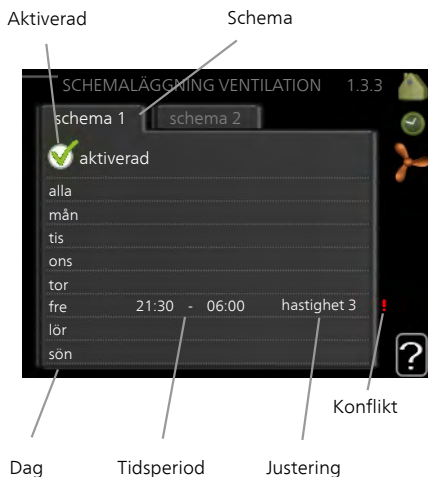 Aktiverad Schema
SCHEMALÄGGNING VENTILATION 1.3.3
schema 1 schema 2
aktiverad
alla
mån
tis
ons
tor
fre 21:30 - 06:00 hastighet 3 !
lör
sön
?
Konflikt
Dag Tidsperiod Justering